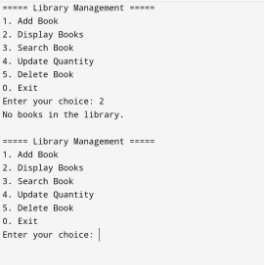 ===== Library Management =====
1. Add Book
2. Display Books
3. Search Book
4. Update Quantity
5. Delete Book
0. Exit
Enter your choice: 2
No books in the library.

===== Library Management =====
1. Add Book
2. Display Books
3. Search Book
4. Update Quantity
5. Delete Book
0. Exit
Enter your choice: